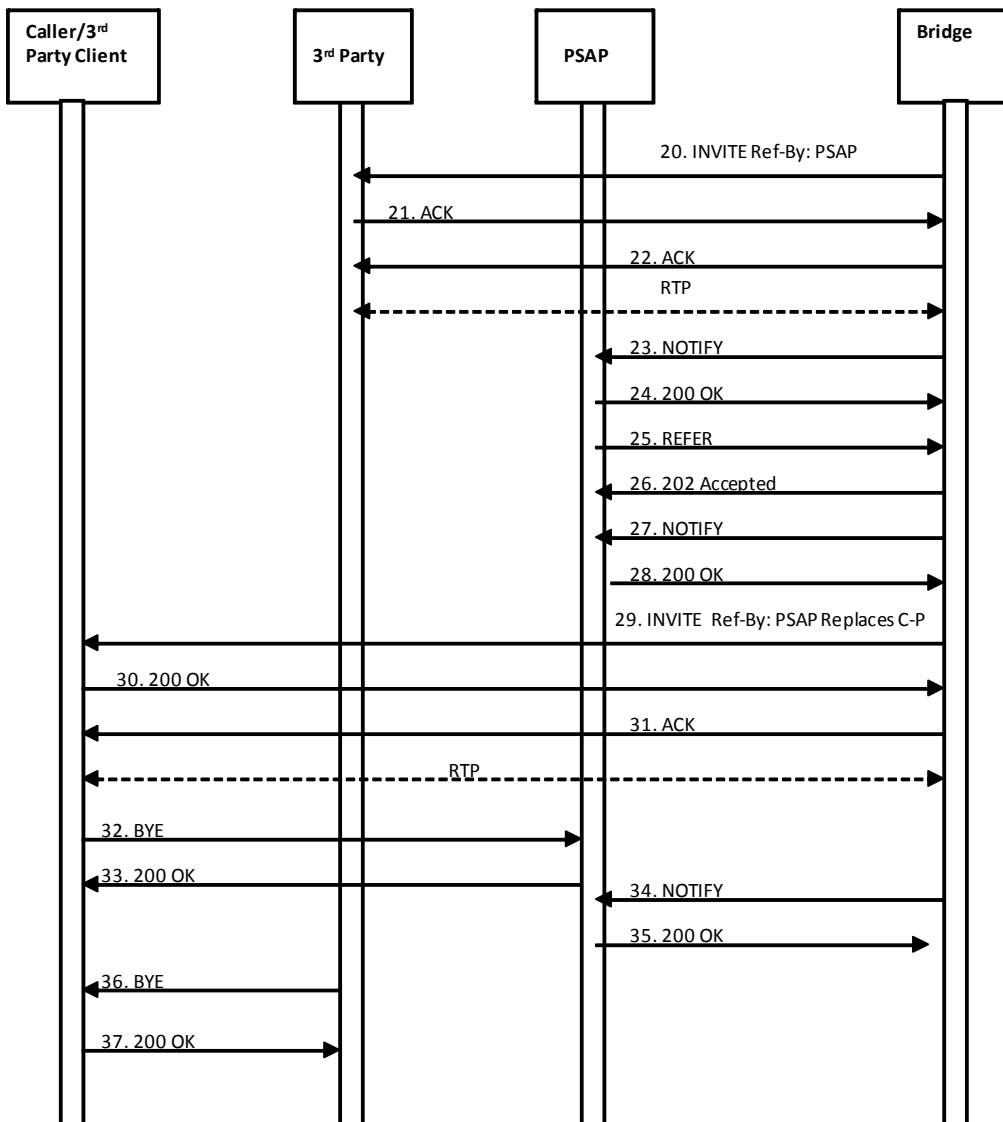 Caller/3rd
Party Client
3rd Party
PSAP
Bridge
20. INVITE Ref-By: PSAP
21. ACK
22. ACK
RTP
23. NOTIFY
24. 200 OK
25. REFER
26. 202 Accepted
27. NOTIFY
28. 200 OK
29. INVITE Ref-By: PSAP Replaces C-P
30. 200 OK
31. ACK
RTP
32. BYE
33. 200 OK
34. NOTIFY
35. 200 OK
36. BYE
37. 200 OK